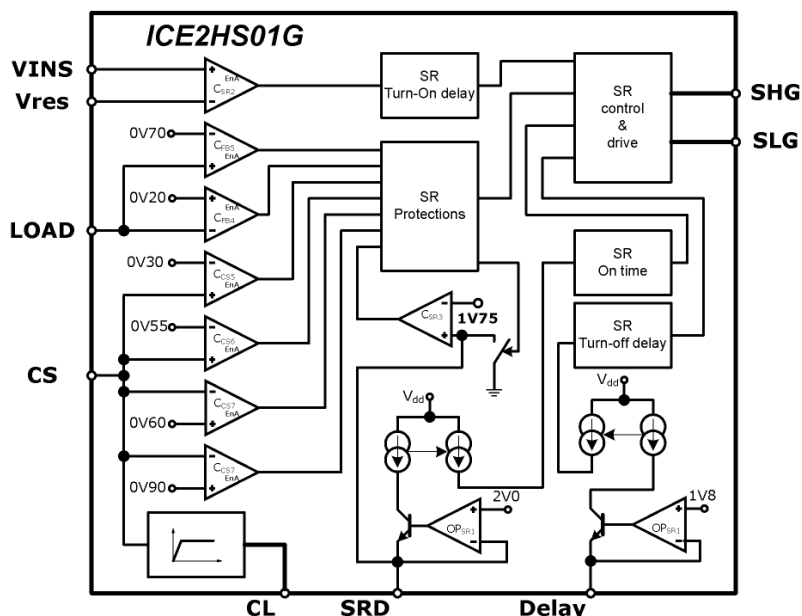 ICE2HS01G
VINS
Vres
+
EnA
CSR2
-
SR
Turn-On delay
SR
control
&
drive
SHG
SLG
0V70
-
CFB5
EnA
+
0V20
+
CFB4
EnA
-
LOAD
SR
Protections
0V30
-
CCS5
EnA
+
SR
On time
CSR3
-
+
1V75
0V55
-
CCS6
EnA
+
SR
Turn-off delay
CS
-
CCS7
EnA
+
0V60
Vdd
Vdd
-
CCS7
EnA
+
0V90
2V0
+
OPSR1
-
1V8
+
OPSR1
-
CL
SRD
Delay